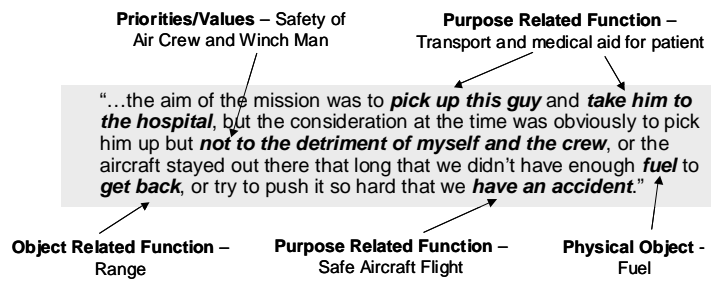 Priorities/Values – Safety of
Air Crew and Winch Man
Purpose Related Function –
Transport and medical aid for patient
“…the aim of the mission was to pick up this guy and take him to
the hospital, but the consideration at the time was obviously to pick
him up but not to the detriment of myself and the crew, or the
aircraft stayed out there that long that we didn’t have enough fuel to
get back, or try to push it so hard that we have an accident.”
Object Related Function –
Range
Purpose Related Function –
Safe Aircraft Flight
Physical Object -
Fuel